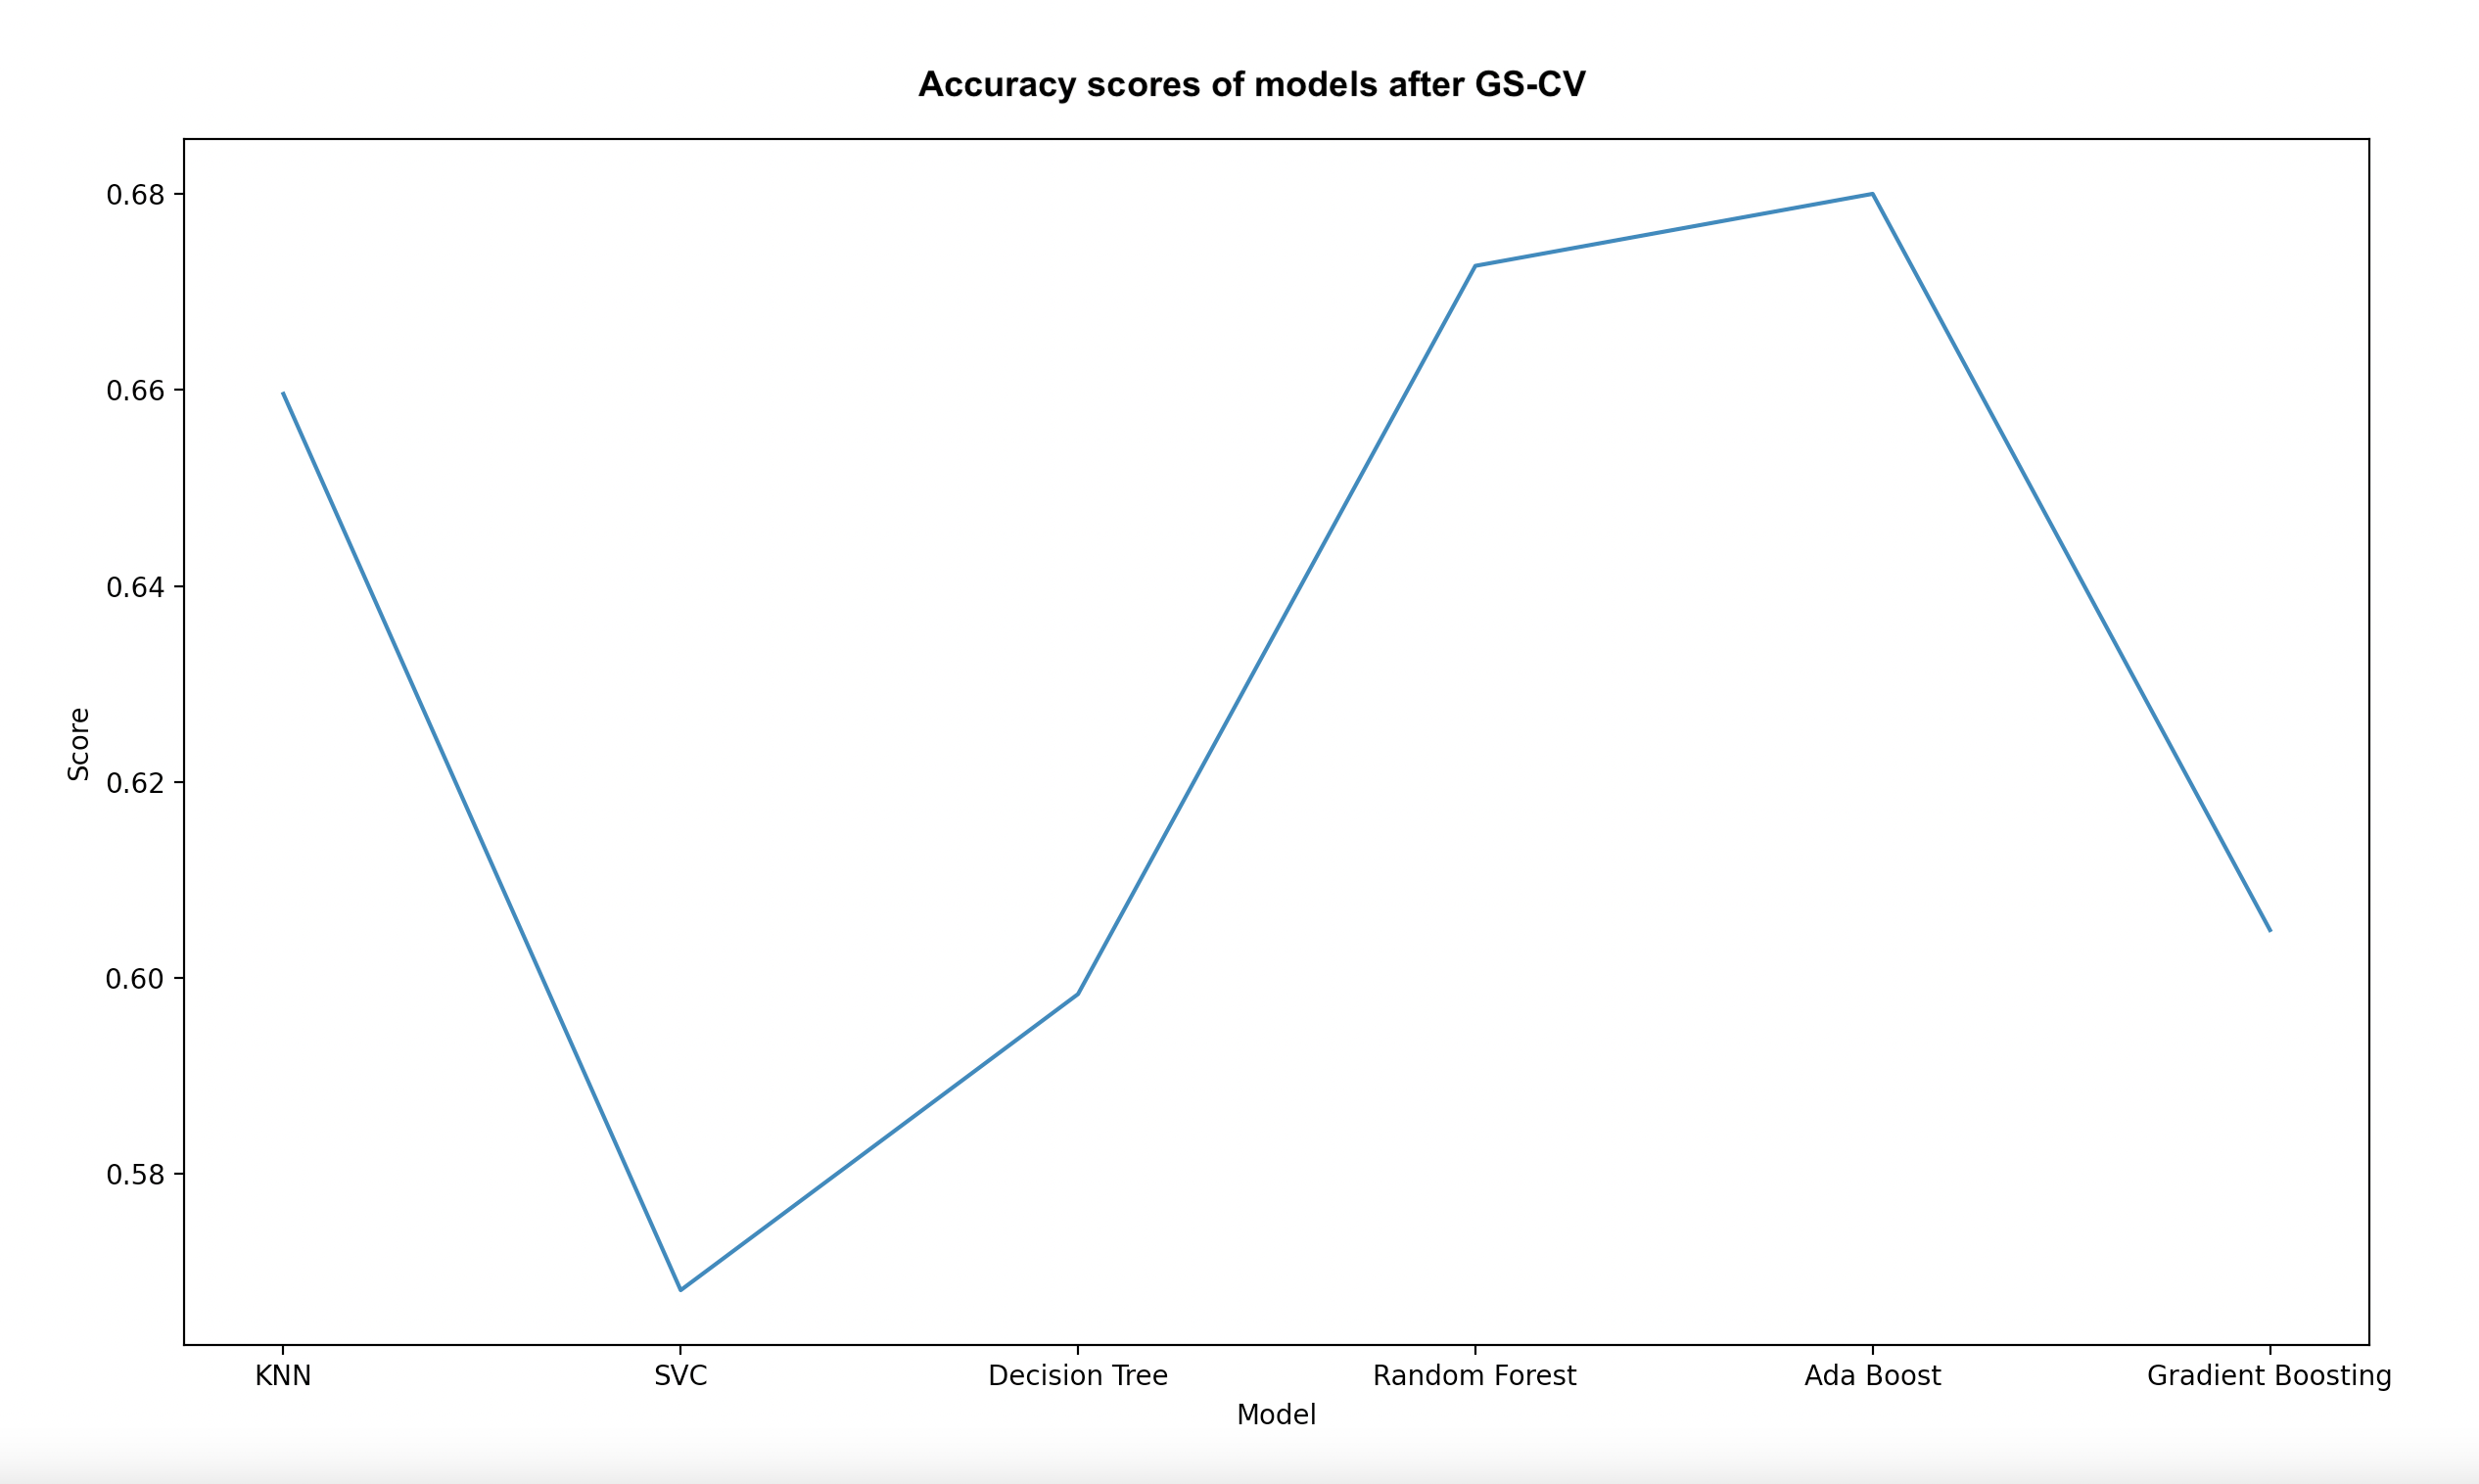 Accuracy scores of models after GS-CV
0.68
0.66
0.64
0.62
0.60
0.58
Score
KNN SVC Decision Tree Random Forest Ada Boost Gradient Boosting
Model